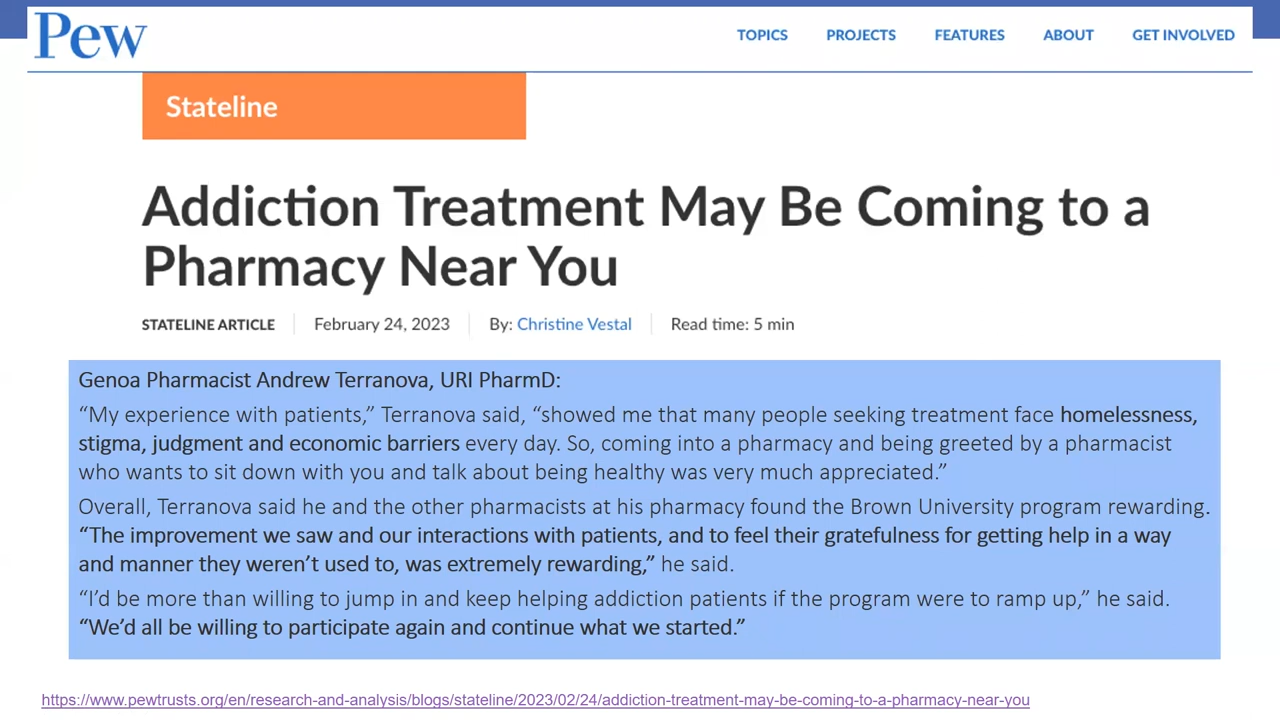 Pew
TOPICS PROJECTS FEATURES ABOUT GET INVOLVED
Stateline
Addiction Treatment May Be Coming to a
Pharmacy Near You
STATELINE ARTICLE February 24, 2023 By: Christine Vestal Read time: 5 min
Genoa Pharmacist Andrew Terranova, URI PharmD:
“My experience with patients,” Terranova said, “showed me that many people seeking treatment face homelessness,
stigma, judgment and economic barriers every day. So, coming into a pharmacy and being greeted by a pharmacist
who wants to sit down with you and talk about being healthy was very much appreciated.”
Overall, Terranova said he and the other pharmacists at his pharmacy found the Brown University program rewarding.
“The improvement we saw and our interactions with patients, and to feel their gratefulness for getting help in a way
and manner they weren’t used to, was extremely rewarding,” he said.
“I’d be more than willing to jump in and keep helping addiction patients if the program were to ramp up,” he said.
“We’d all be willing to participate again and continue what we started.”
https://www.pewtrusts.org/en/research-and-analysis/blogs/stateline/2023/02/24/addiction-treatment-may-be-coming-to-a-pharmacy-near-you